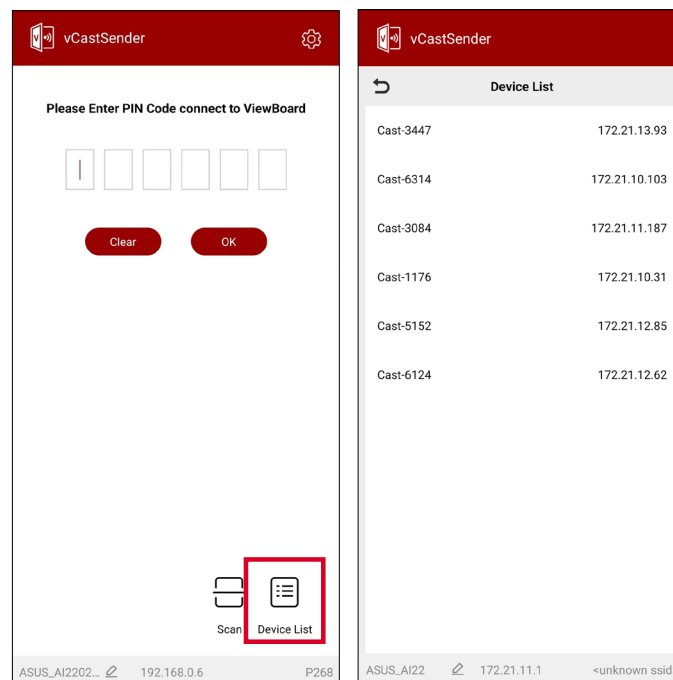 vCastSender
Please Enter PIN Code connect to ViewBoard
Clear OK
Scan Device List
ASUS_AI2202... 192.168.0.6 P268
vCastSender
Device List
Cast-3447 172.21.13.93
Cast-6314 172.21.10.103
Cast-3084 172.21.11.187
Cast-1176 172.21.10.31
Cast-5152 172.21.12.85
Cast-6124 172.21.12.62
ASUS_AI22 172.21.11.1 <unknown ssid